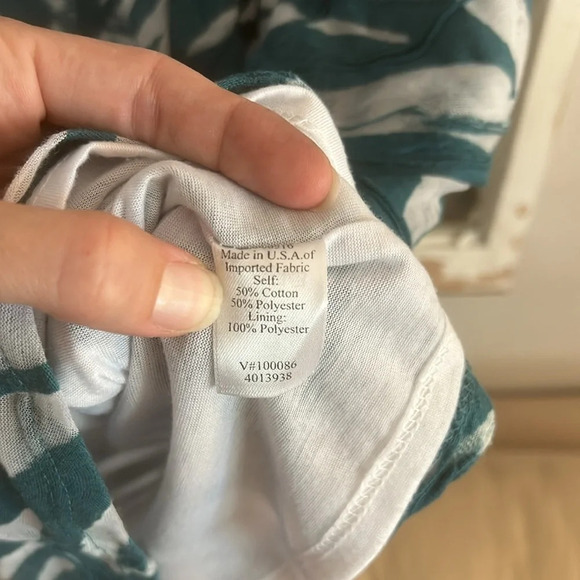 Made in U.S.A.of
Imported Fabric
Self:
50% Cotton
50% Polyester
Lining:
100% Polyester
V#100086
4013938